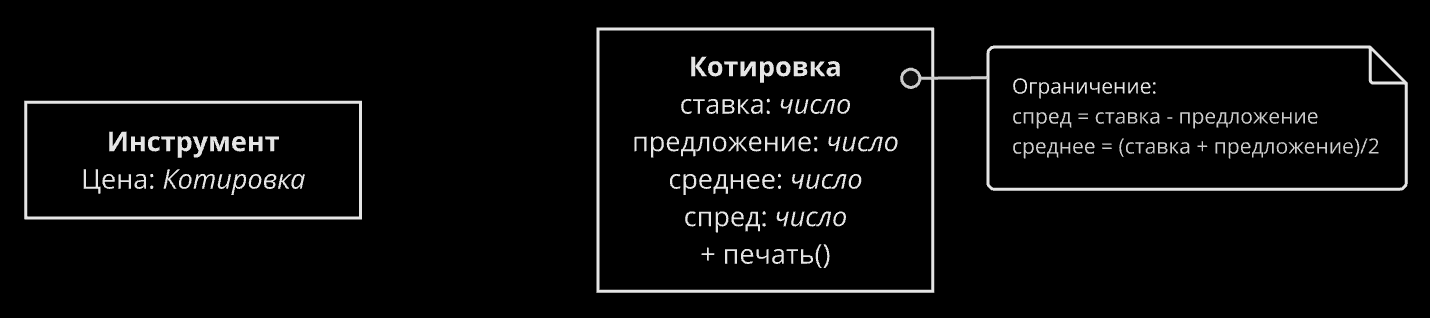 Инструмент
Цена: Котировка
Котировка
ставка: число
предложение: число
среднее: число
спред: число
+ печать()
Ограничение:
спред = ставка - предложение
среднее = (ставка + предложение)/2